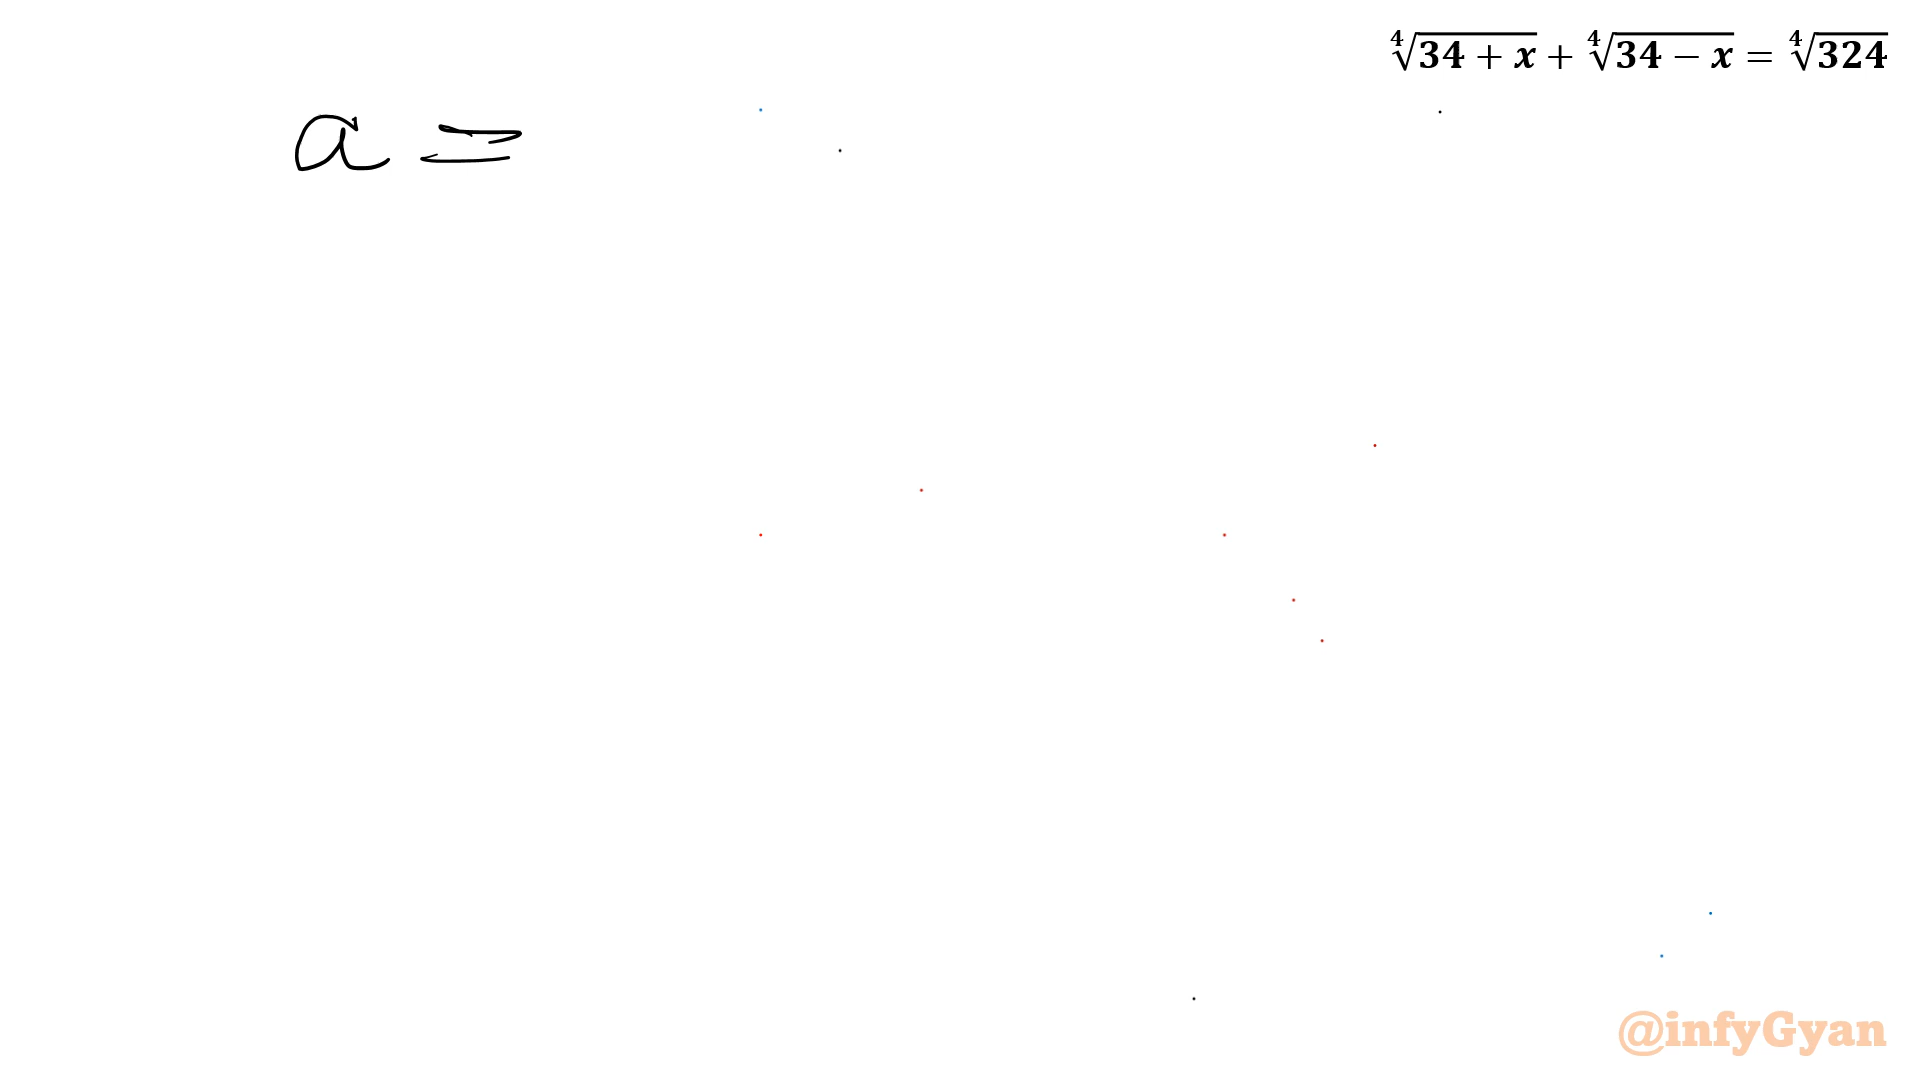 ∜34 + x + ∜34 − x = ∜324
a =
@infyGyan